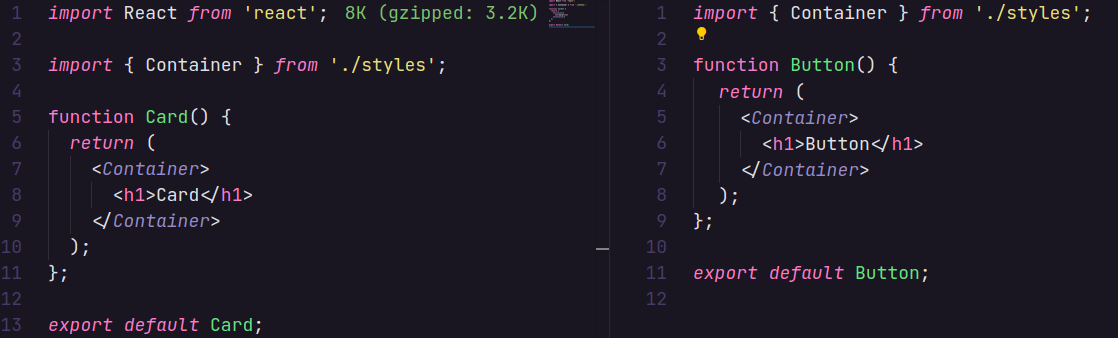 1 import React from 'react'; 8K (gzipped: 3.2K)
2
3 import { Container } from './styles';
4
5 function Card() {
6 return (
7 <Container>
8 <h1>Card</h1>
9 </Container>
10 );
11 };
12
13 export default Card;
1 import { Container } from './styles';
2
3 function Button() {
4 return (
5 <Container>
6 <h1>Button</h1>
7 </Container>
8 );
9 };
10
11 export default Button;
12